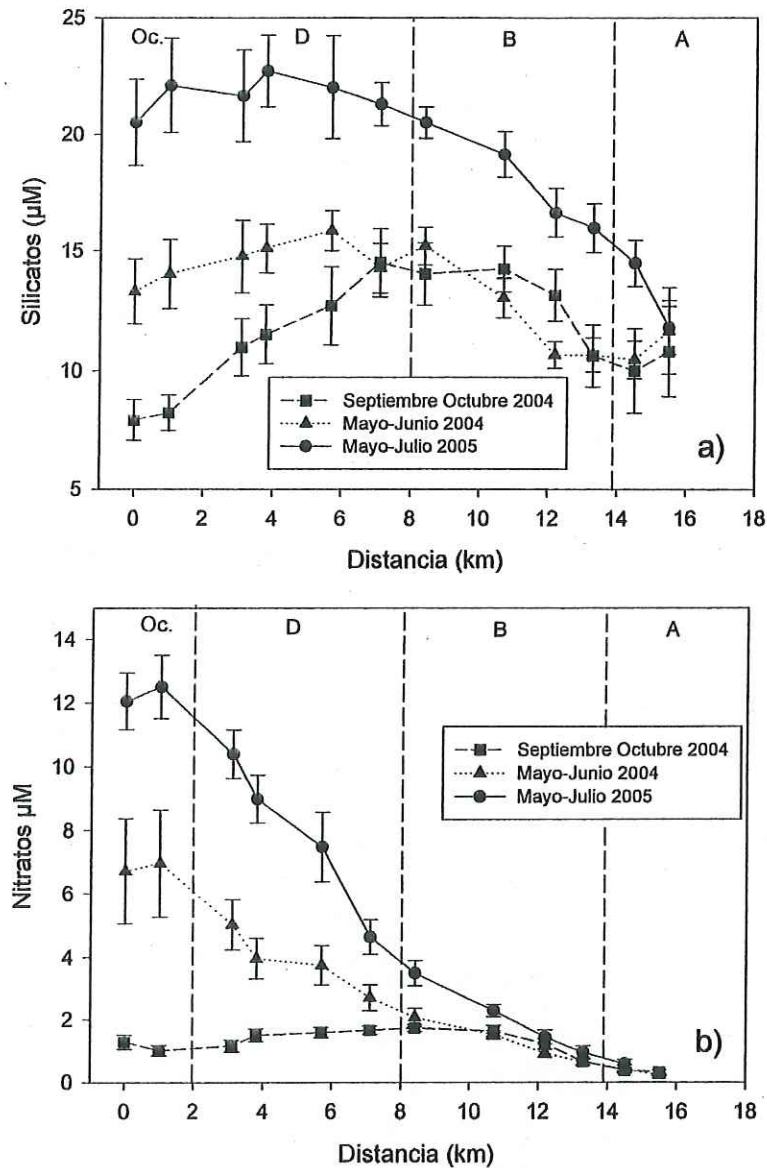 25
20
15
10
5
Silicatos (µM)
Oc. D B A
Septiembre Octubre 2004
Mayo-Junio 2004
Mayo-Julio 2005
a)
0 2 4 6 8 10 12 14 16 18
Distancia (km)
14
12
10
8
6
4
2
0
Nitratos µM
Oc. D B A
Septiembre Octubre 2004
Mayo-Junio 2004
Mayo-Julio 2005
b)
0 2 4 6 8 10 12 14 16 18
Distancia (km)